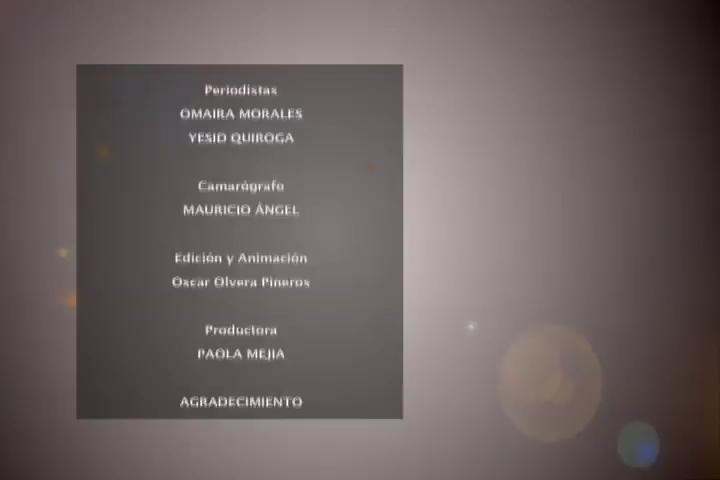 Periodistas
OMAIRA MORALES
YESID QUIROGA
Camarógrafo
MAURICIO ÁNGEL
Edición y Animación
Oscar Olvera Pineros
Productora
PAOLA MEJIA
AGRADECIMIENTO